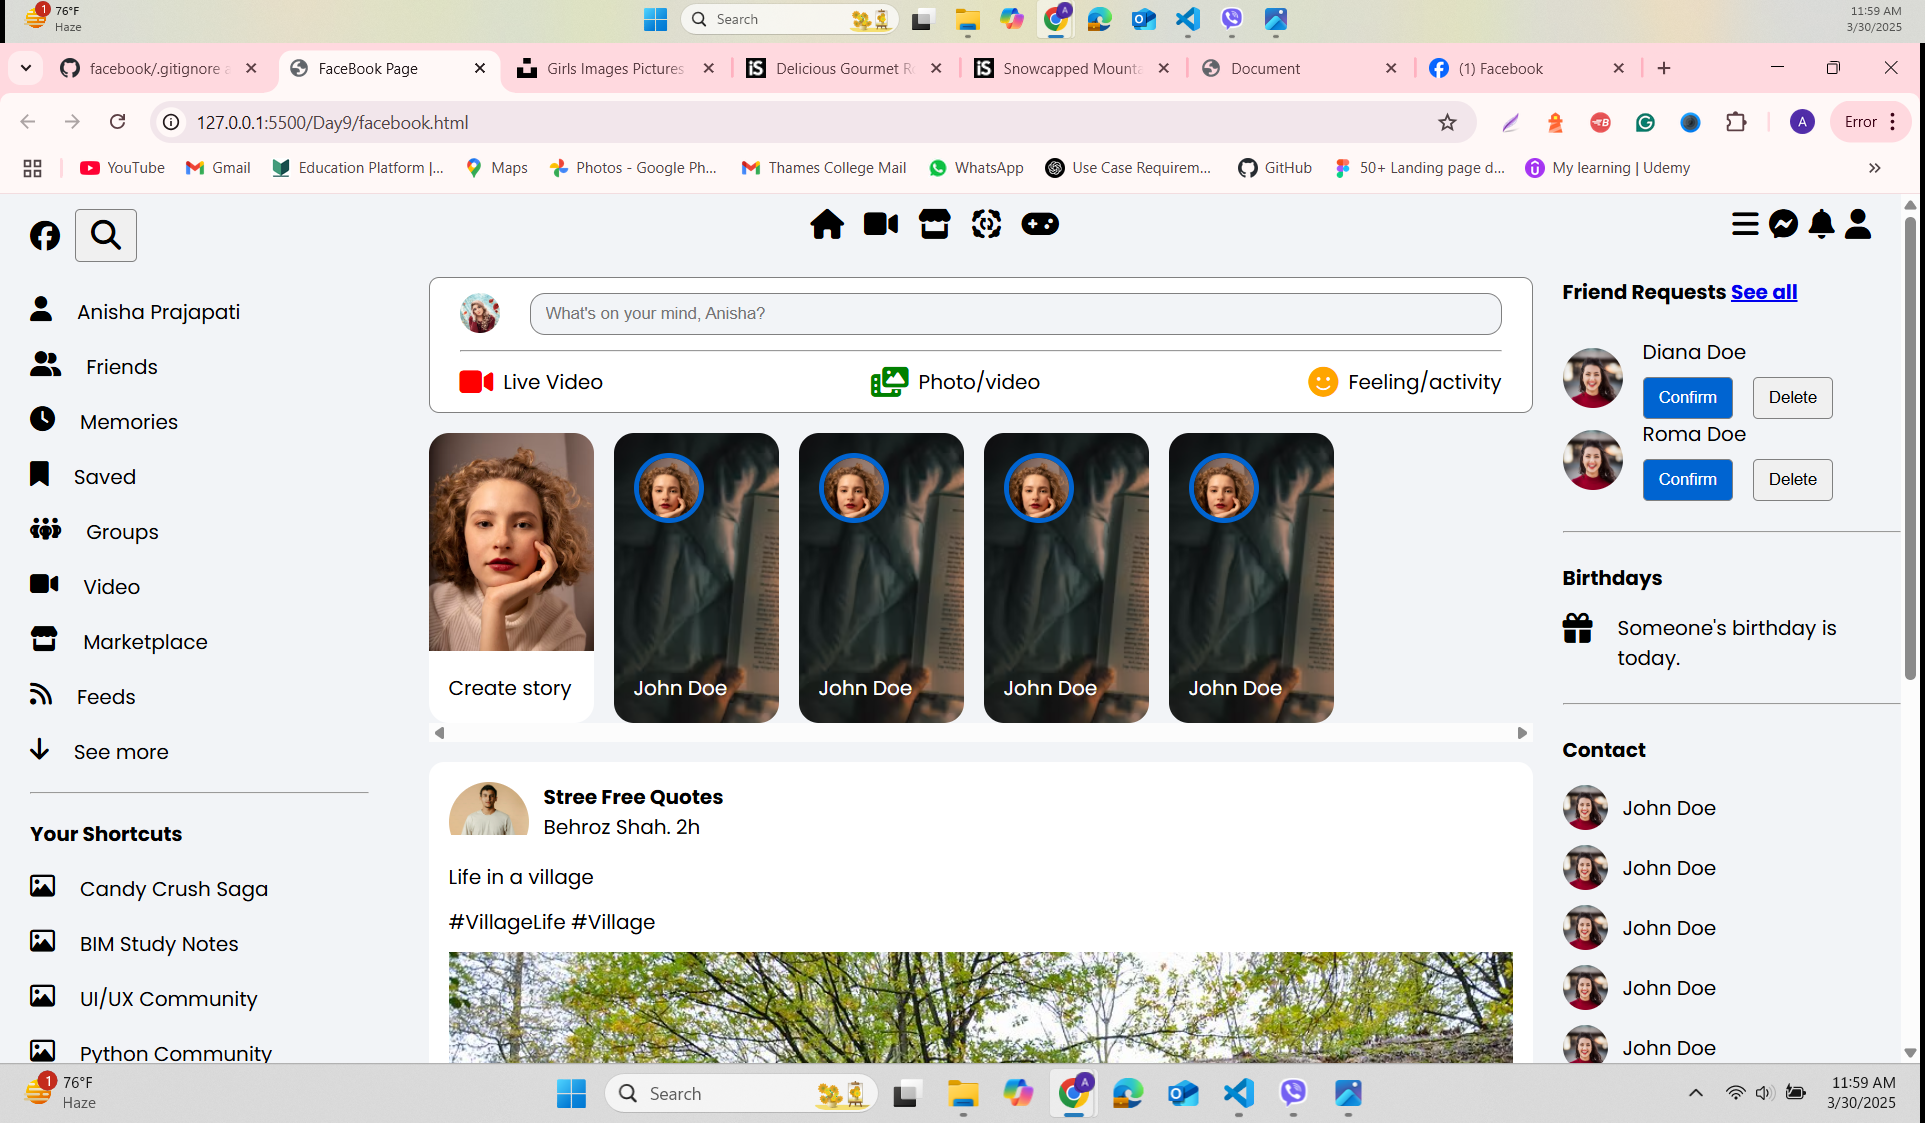 1
76°F
Haze
Search
A
11:59 AM
3/30/2025
facebook/.gitignore
FaceBook Page
Girls Images Pictures
Delicious Gourmet
Snowcapped
Document
(1) Facebook
127.0.0.1:5500/Day9/facebook.html
A
Error
YouTube
Gmail
Education Platform |...
Maps
Photos - Google Ph...
Thames College Mail
WhatsApp
Use Case Requirem...
GitHub
50+ Landing page d...
My learning | Udemy
Anisha Prajapati
Friends
Memories
Saved
Groups
Video
Marketplace
Feeds
See more
Your Shortcuts
Candy Crush Saga
BIM Study Notes
UI/UX Community
Python Community
What's on your mind, Anisha?
Live Video
Photo/video
Feeling/activity
Create story
John Doe
John Doe
John Doe
John Doe
Stree Free Quotes
Behroz Shah. 2h
Life in a village
#VillageLife #Village
Friend Requests See all
Diana Doe
Confirm
Delete
Roma Doe
Confirm
Delete
Birthdays
Someone's birthday is
today.
Contact
John Doe
John Doe
John Doe
John Doe
John Doe
1
76°F
Haze
Search
A
11:59 AM
3/30/2025